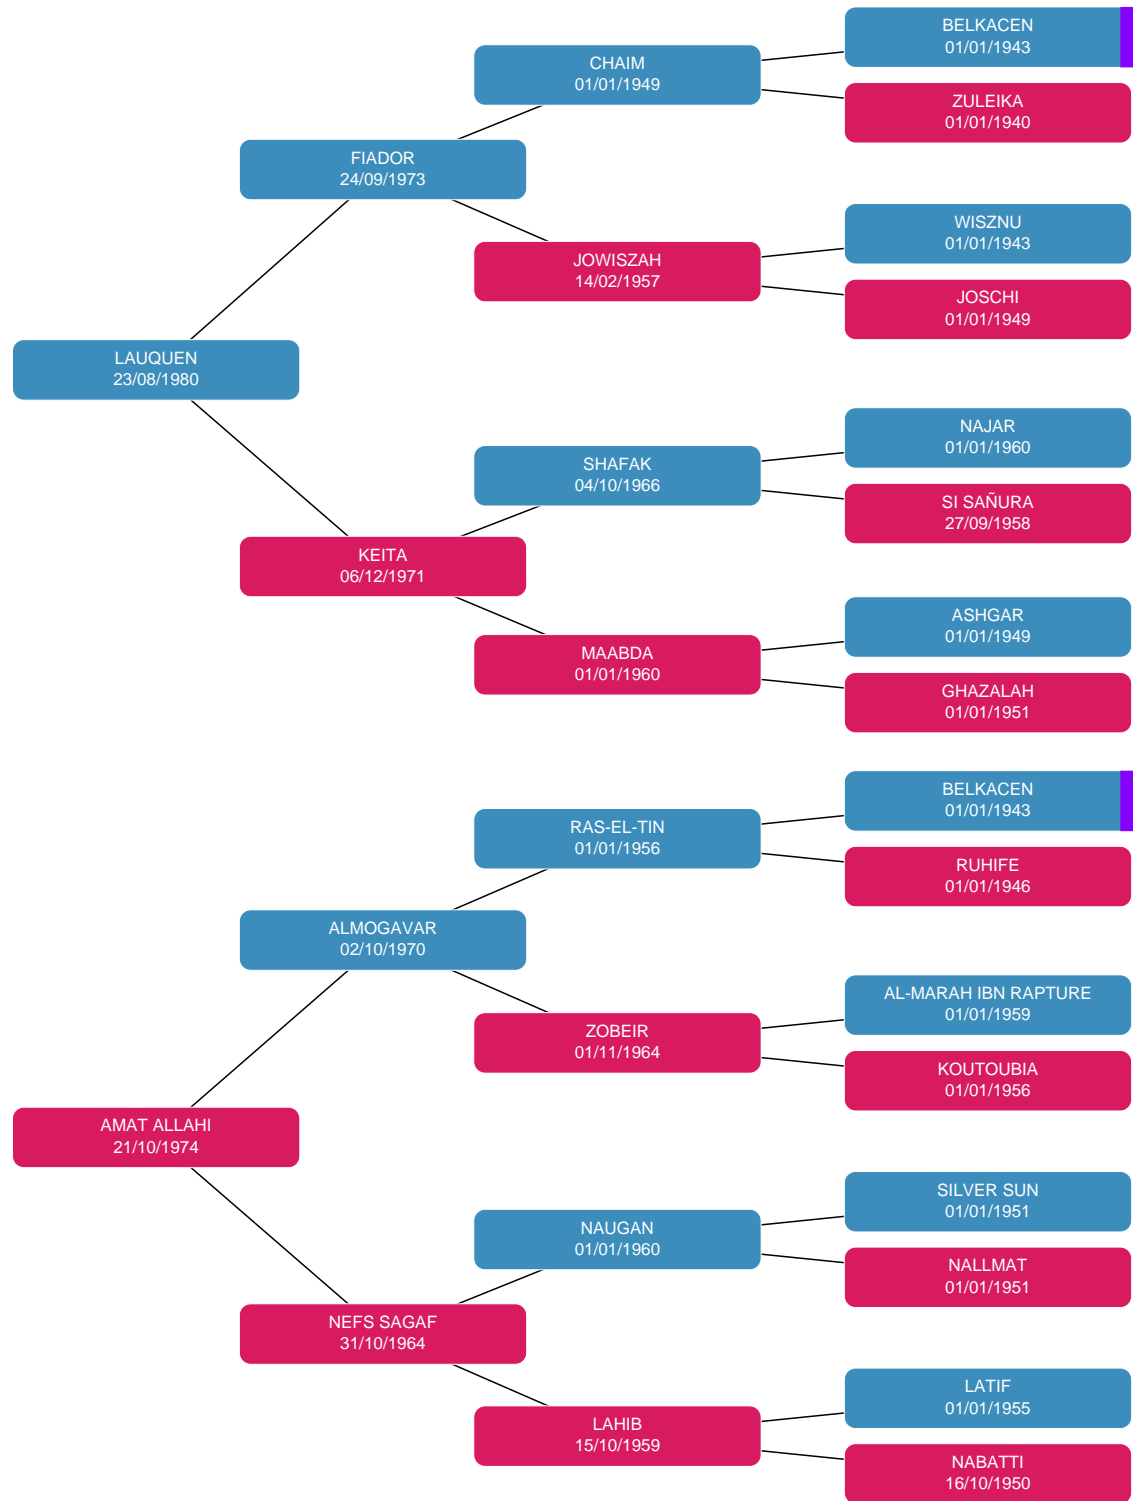 BELKACEN
01/01/1943
CHAIM
01/01/1949
ZULEIKA
01/01/1940
FIADOR
24/09/1973
WISZNU
01/01/1943
JOWISZAH
14/02/1957
JOSCHI
01/01/1949
LAUQUEN
23/08/1980
NAJAR
01/01/1960
SHAFAK
04/10/1966
SI SAÑURA
27/09/1958
KEITA
06/12/1971
ASHGAR
01/01/1949
MAABDA
01/01/1960
GHAZALAH
01/01/1951
BELKACEN
01/01/1943
RAS-EL-TIN
01/01/1956
RUHIFE
01/01/1946
ALMOGAVAR
02/10/1970
AL-MARAH IBN RAPTURE
01/01/1959
ZOBEIR
01/11/1964
KOUTOUBIA
01/01/1956
AMAT ALLAHI
21/10/1974
SILVER SUN
01/01/1951
NAUGAN
01/01/1960
NALLMAT
01/01/1951
NEFS SAGAF
31/10/1964
LATIF
01/01/1955
LAHIB
15/10/1959
NABATTI
16/10/1950